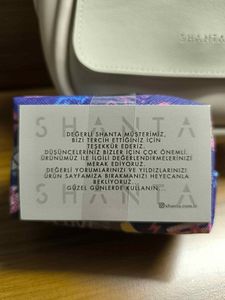 SHANTA
SHANTA
DEĞERLİ SHANTA MÜŞTERİMİZ,
BİZİ TERCİH ETTİĞİNİZ İÇİN
TEŞEKKÜR EDERİZ.
DÜŞÜNCELERİNİZ BİZLER İÇİN ÇOK ÖNEMLİ.
ÜRÜNÜMÜZ İLE İLGİLİ DEĞERLENDİRMELERİNİZİ
MERAK EDİYORUZ.
DEĞERLİ YORUMLARINIZI VE YILDIZLARINIZI
ÜRÜN SAYFAMIZA BIRAKMANIZI HEYECANLA
BEKLİYORUZ.
GÜZEL GÜNLERDE KULLANIN.
SHANTA
shanta.com.tr